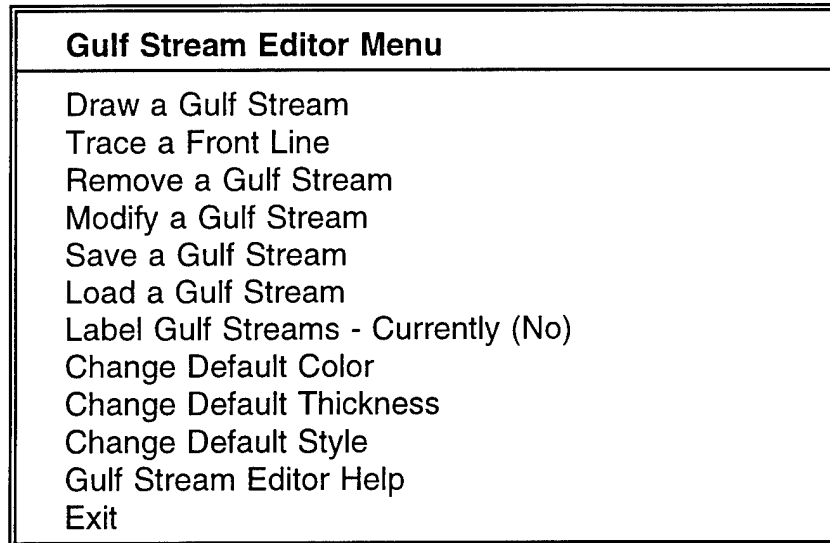 Gulf Stream Editor Menu
Draw a Gulf Stream
Trace a Front Line
Remove a Gulf Stream
Modify a Gulf Stream
Save a Gulf Stream
Load a Gulf Stream
Label Gulf Streams - Currently (No)
Change Default Color
Change Default Thickness
Change Default Style
Gulf Stream Editor Help
Exit